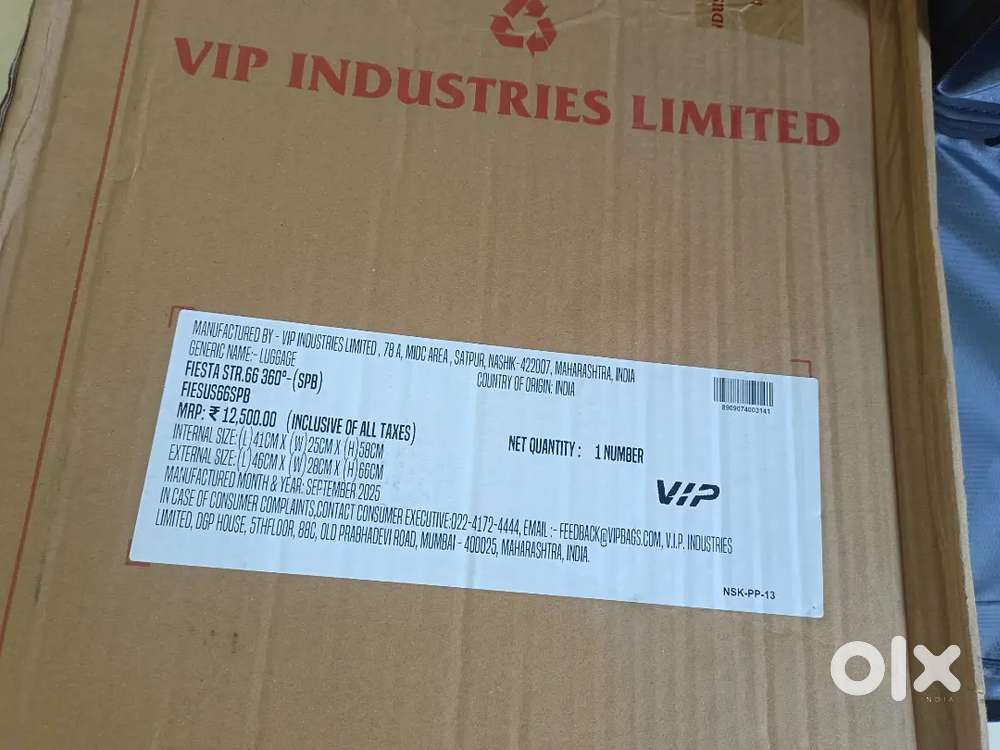 VIP INDUSTRIES LIMITED
MANUFACTURED BY - VIP INDUSTRIES LIMITED , 78 A, MIDC AREA , SATPUR, NASHIK-422007, MAHARASHTRA, INDIA
GENERIC NAME:- LUGGAGE
COUNTRY OF ORIGIN: INDIA
FIESTA STR.66 360°-(SPB)
FIESUS66SPB
8909074003141
MRP: ₹ 12,500.00 (INCLUSIVE OF ALL TAXES)
NET QUANTITY : 1 NUMBER
INTERNAL SIZE:(L)41CM X (W)25CM X (H)58CM
EXTERNAL SIZE:(L)46CM X (W)28CM X (H)66CM
VIP
MANUFACTURED MONTH & YEAR: SEPTEMBER 2025
IN CASE OF CONSUMER COMPLAINTS,CONTACT CONSUMER EXECUTIVE:022-4172-4444, EMAIL :- FEEDBACK@VIPBAGS.COM, V.I.P. INDUSTRIES
LIMITED, DGP HOUSE, 5THFLOOR, 88C, OLD PRABHADEVI ROAD, MUMBAI - 400025, MAHARASHTRA, INDIA.
NSK-PP-13
olx
INDIA